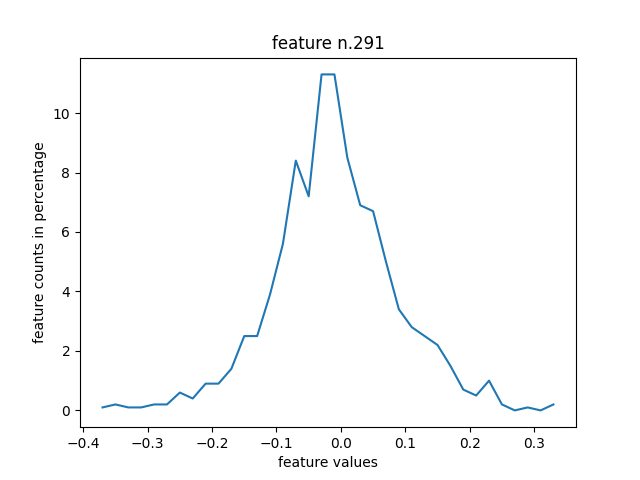 feature n.291
feature counts in percentage
10
8
6
4
2
0
−0.4 −0.3 −0.2 −0.1 0.0 0.1 0.2 0.3
feature values